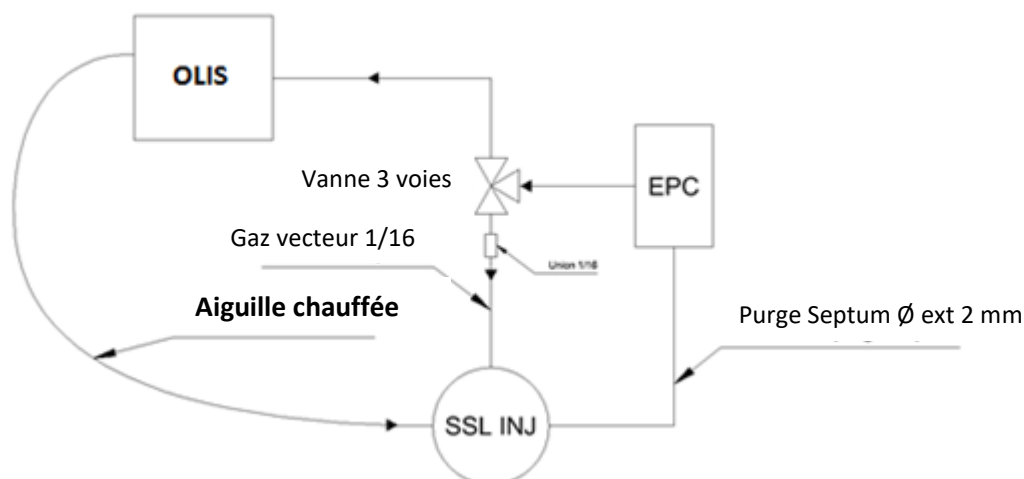 OLIS
Vanne 3 voies
EPC
Gaz vecteur 1/16
Union 1/16
Aiguille chauffée
Purge Septum Ø ext 2 mm
SSL INJ